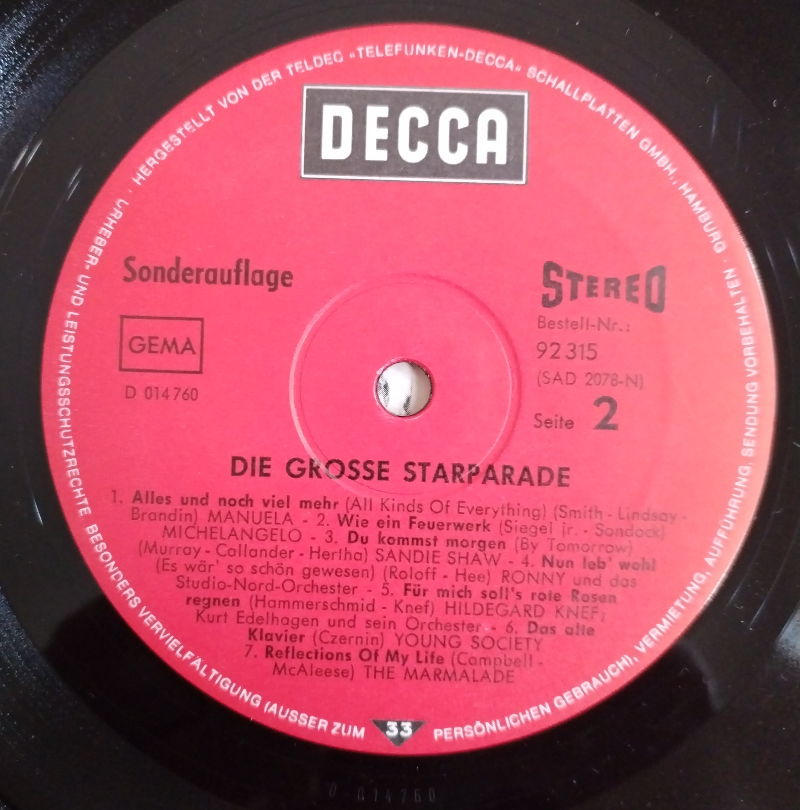 HERGESTELLT VON DER TELDEC »TELEFUNKEN-DECCA« SCHALLPLATTEN GMBH., HAMBURG · URHEBER- UND LEISTUNGSSCHUTZRECHTE, BESONDERS VERVIELFÄLTIGUNG (AUSSER ZUM PERSÖNLICHEN GEBRAUCH), VERMIETUNG, AUFFÜHRUNG, SENDUNG VORBEHALTEN ·
DECCA
Sonderauflage
STEREO
GEMA
Bestell-Nr.:
92 315
D 014 760
(SAD 2078-N)
Seite 2
DIE GROSSE STARPARADE
1. Alles und noch viel mehr (All Kinds Of Everything) (Smith - Lindsay -
Brandin) MANUELA - 2. Wie ein Feuerwerk (Siegel jr. - Sondock)
MICHELANGELO - 3. Du kommst morgen (By Tomorrow)
(Murray - Callander - Hertha) SANDIE SHAW - 4. Nun leb' wohl
(Es wär' so schön gewesen) (Roloff - Hee) RONNY und das
Studio-Nord-Orchester - 5. Für mich soll's rote Rosen
regnen (Hammerschmid - Knef) HILDEGARD KNEF;
Kurt Edelhagen und sein Orchester - 6. Das alte
Klavier (Czernin) YOUNG SOCIETY
7. Reflections Of My Life (Campbell -
McAleese) THE MARMALADE
33
D-014760